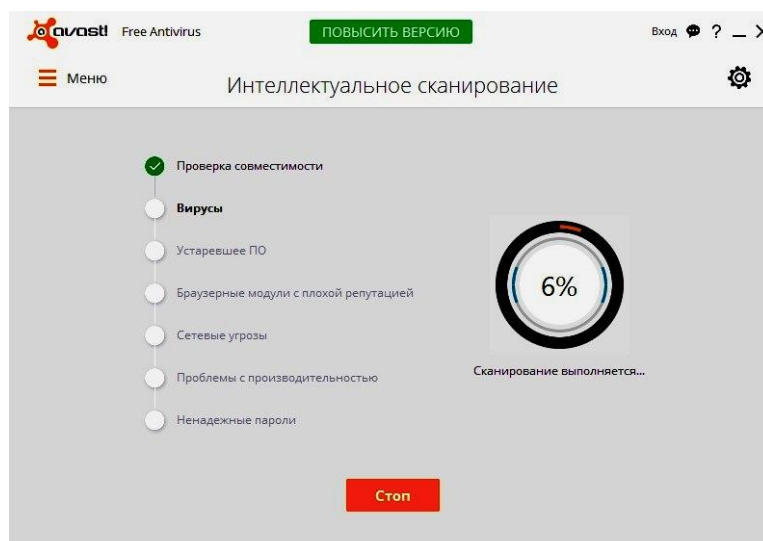 avast! Free Antivirus ПОВЫСИТЬ ВЕРСИЮ Вход ?
Меню Интеллектуальное сканирование
Проверка совместимости
Вирусы
Устаревшее ПО
Браузерные модули с плохой репутацией
Сетевые угрозы
Проблемы с производительностью
Ненадежные пароли
6%
Сканирование выполняется...
Стоп